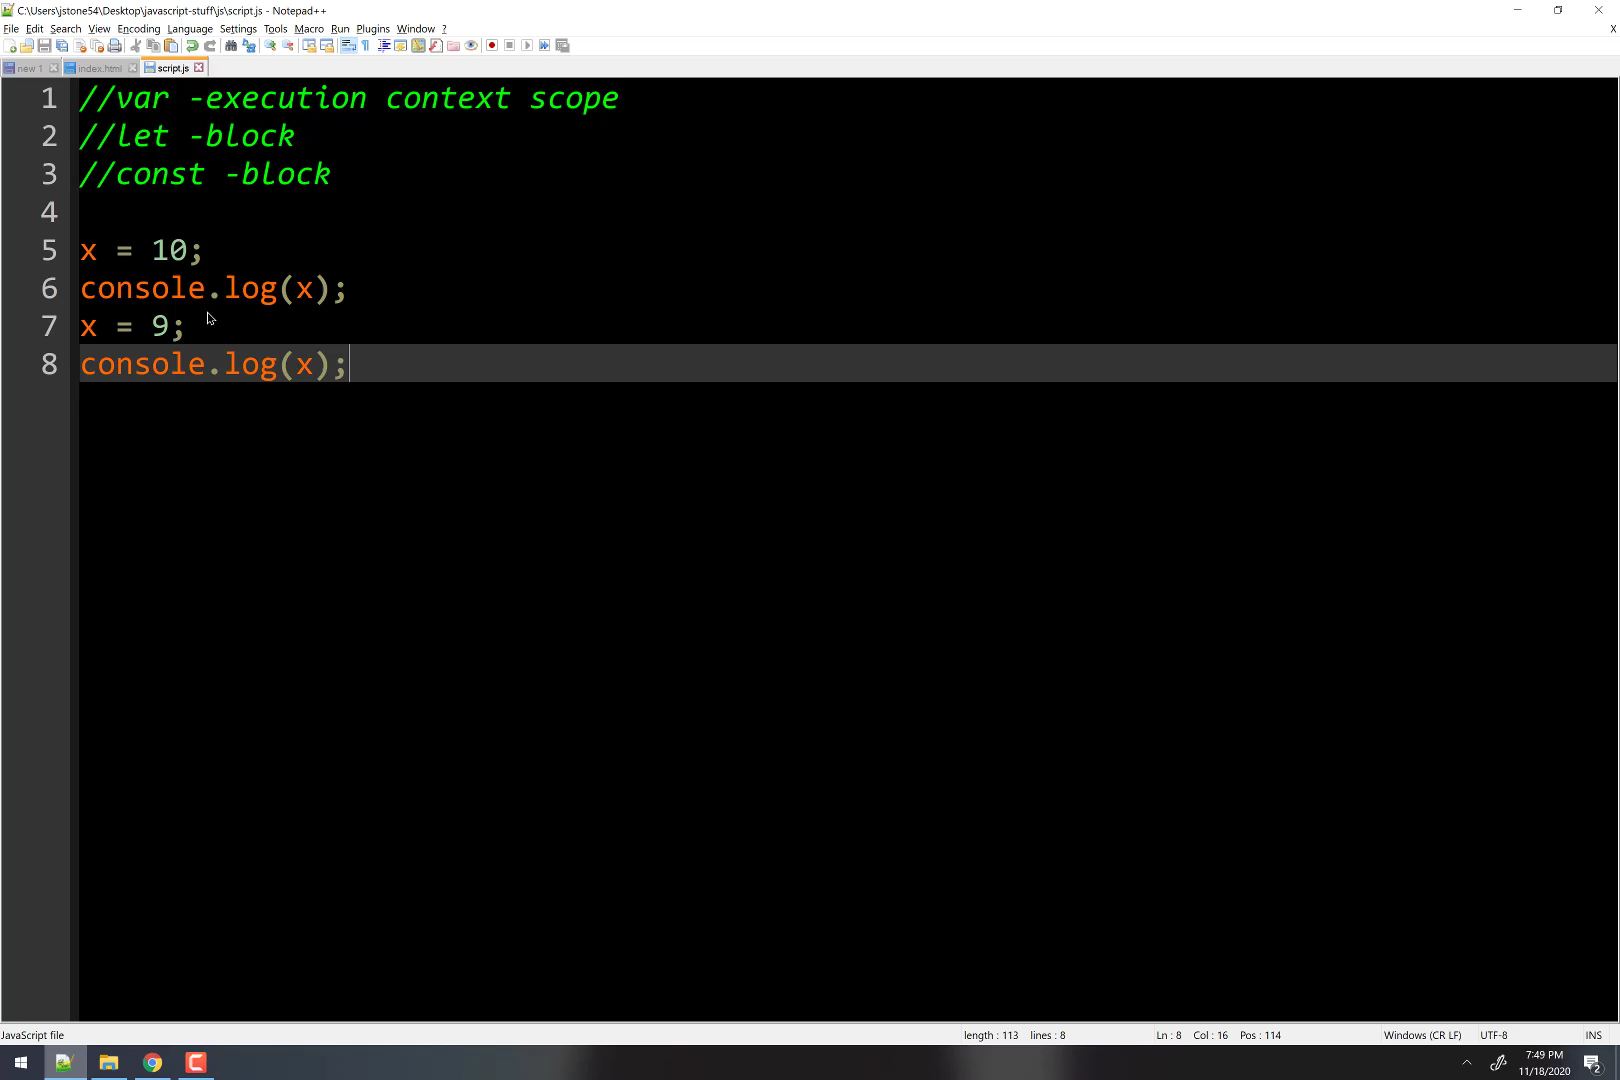 C:\Users\jstone54\Desktop\javascript-stuff\js\script.js - Notepad++
File Edit Search View Encoding Language Settings Tools Macro Run Plugins Window ? X
new 1 index.html script.js
1 //var -execution context scope
2 //let -block
3 //const -block
4
5 x = 10;
6 console.log(x);
7 x = 9;
8 console.log(x);
JavaScript file length : 113 lines : 8 Ln : 8 Col : 16 Pos : 114 Windows (CR LF) UTF-8 INS
7:49 PM
11/18/2020
2